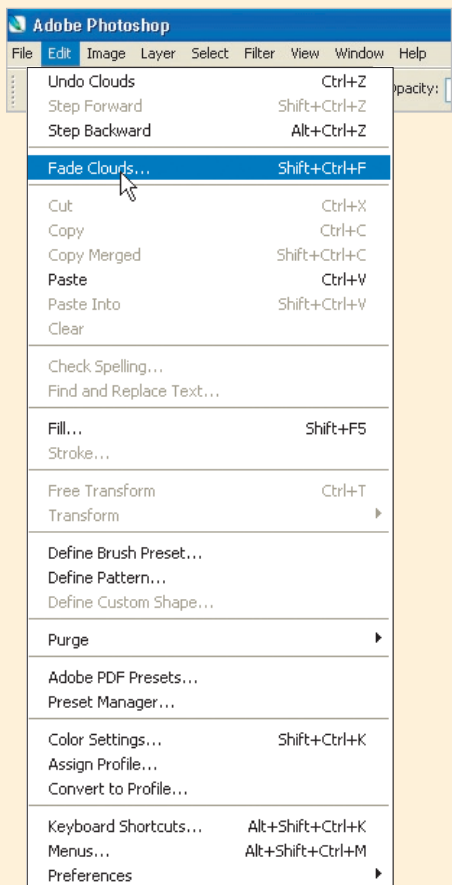 Adobe Photoshop
File Edit Image Layer Select Filter View Window Help
Undo Clouds Ctrl+Z
Opacity:
Step Forward Shift+Ctrl+Z
Step Backward Alt+Ctrl+Z
Fade Clouds... Shift+Ctrl+F
Cut Ctrl+X
Copy Ctrl+C
Copy Merged Shift+Ctrl+C
Paste Ctrl+V
Paste Into Shift+Ctrl+V
Clear
Check Spelling...
Find and Replace Text...
Fill... Shift+F5
Stroke...
Free Transform Ctrl+T
Transform
Define Brush Preset...
Define Pattern...
Define Custom Shape...
Purge
Adobe PDF Presets...
Preset Manager...
Color Settings... Shift+Ctrl+K
Assign Profile...
Convert to Profile...
Keyboard Shortcuts... Alt+Shift+Ctrl+K
Menus... Alt+Shift+Ctrl+M
Preferences